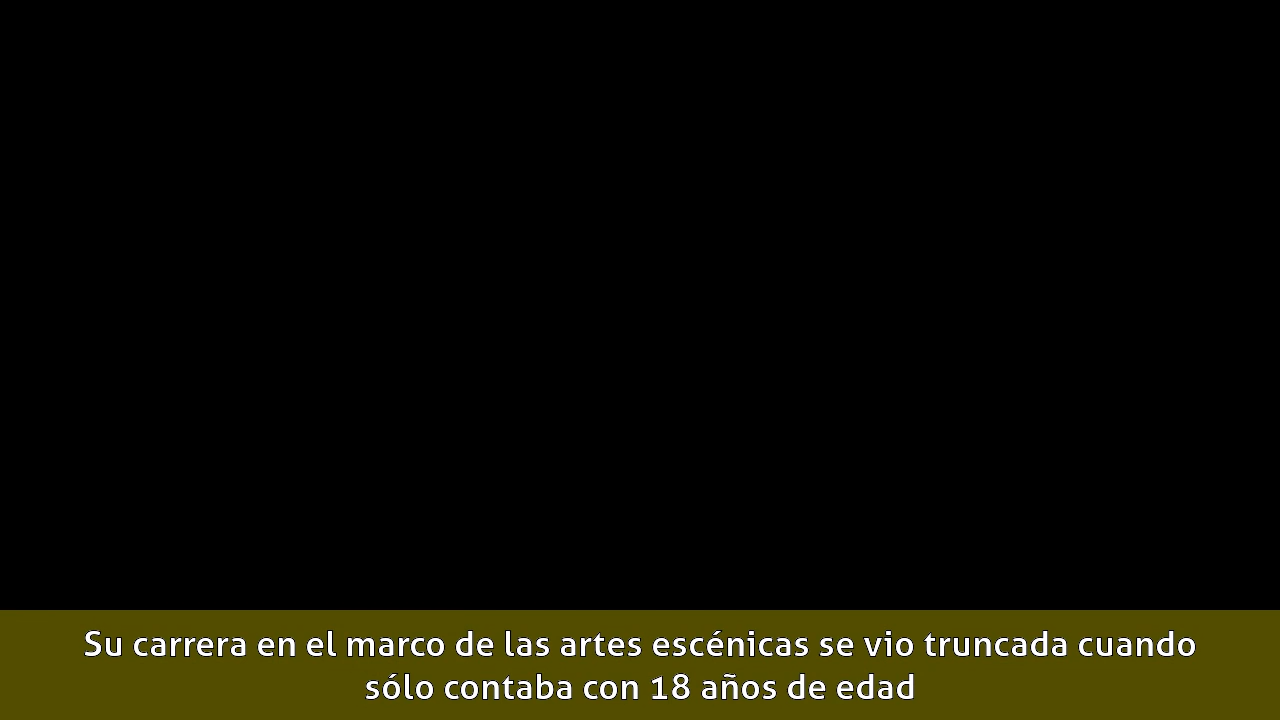 Su carrera en el marco de las artes escénicas se vio truncada cuando
sólo contaba con 18 años de edad